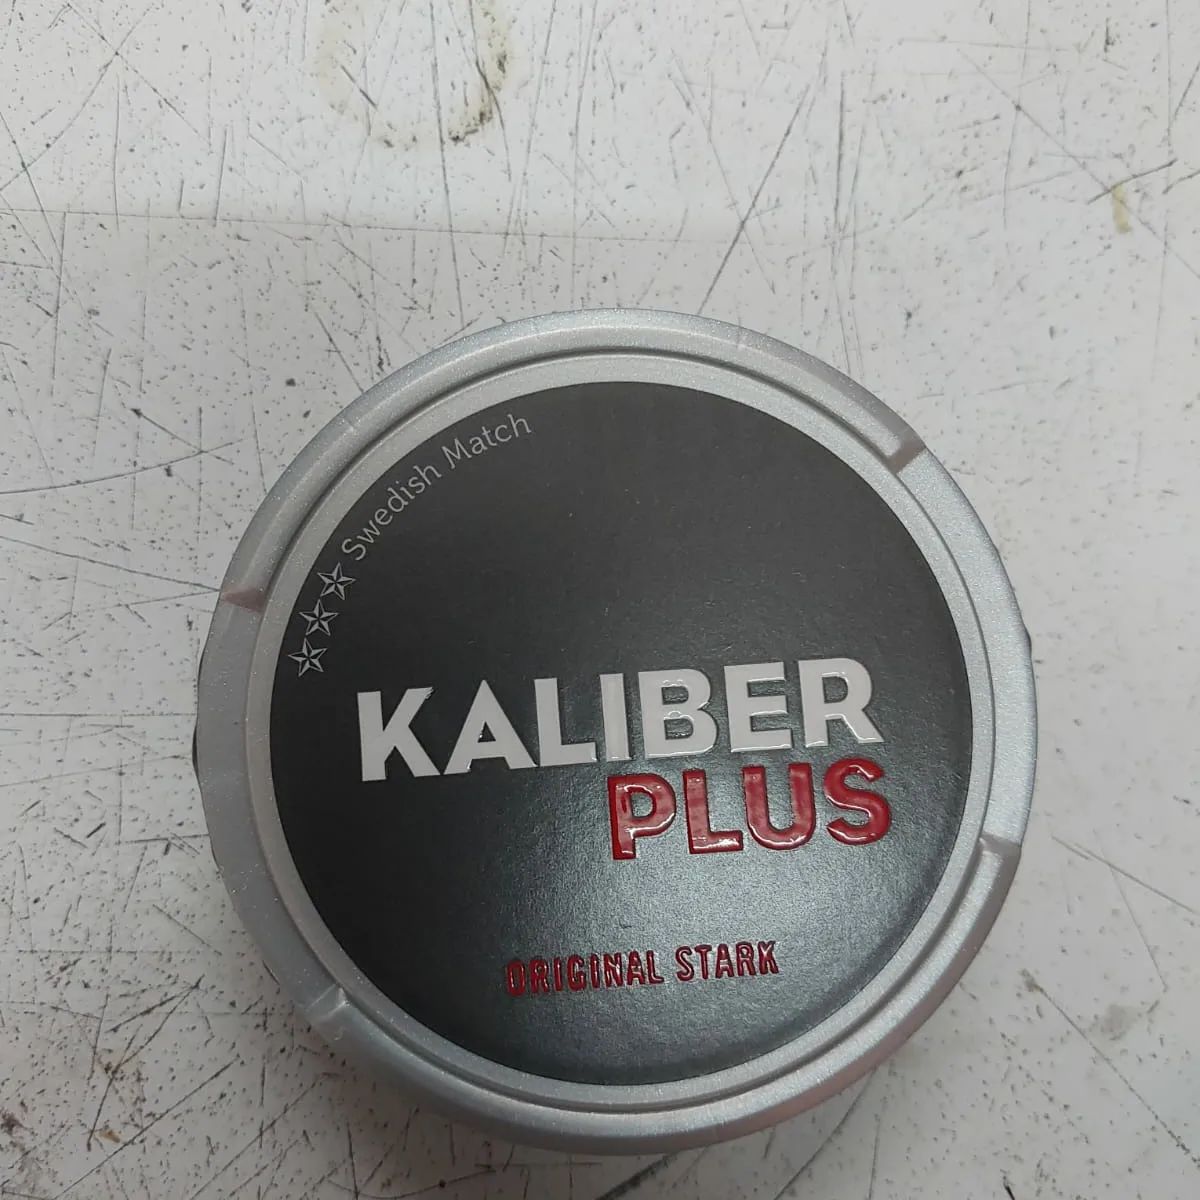 Swedish Match
KALIBER
PLUS
ORIGINAL STARK